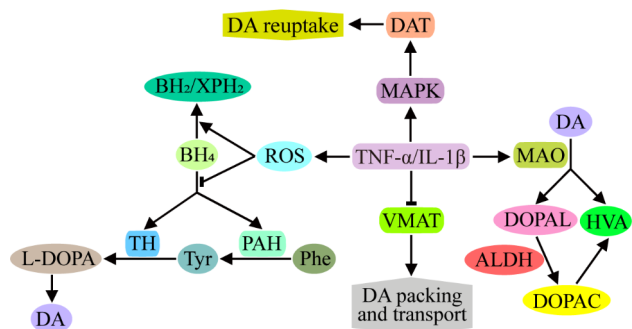 DA reuptake
DAT
BH₂/XPH₂
MAPK
DA
BH₄
ROS
TNF-α/IL-1β
MAO
VMAT
DOPAL
HVA
TH
PAH
L-DOPA
Tyr
Phe
ALDH
DA packing
and transport
DOPAC
DA